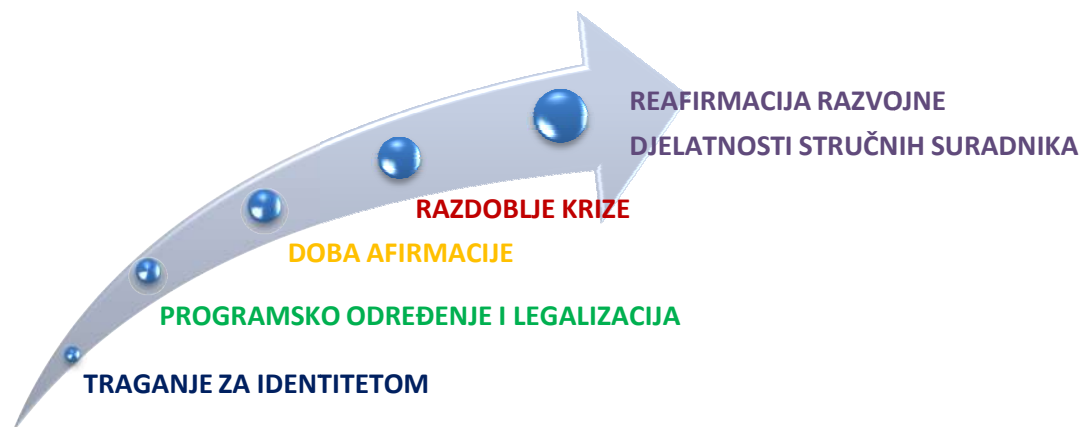 REAFIRMACIJA RAZVOJNE
DJELATNOSTI STRUČNIH SURADNIKA
RAZDOBLJE KRIZE
DOBA AFIRMACIJE
PROGRAMSKO ODREĐENJE I LEGALIZACIJA
TRAGANJE ZA IDENTITETOM